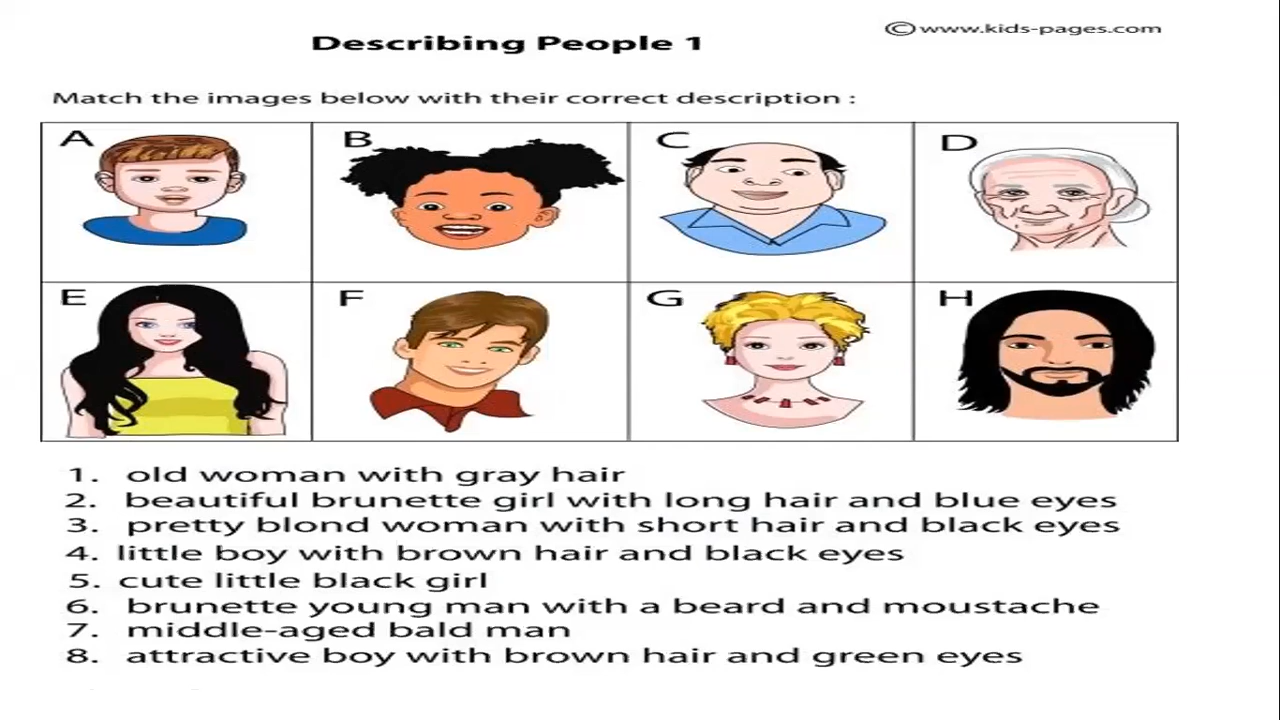 ©www.kids-pages.com
Describing People 1
Match the images below with their correct description :
A B C D
E F G H
1. old woman with gray hair
2. beautiful brunette girl with long hair and blue eyes
3. pretty blond woman with short hair and black eyes
4. little boy with brown hair and black eyes
5. cute little black girl
6. brunette young man with a beard and moustache
7. middle-aged bald man
8. attractive boy with brown hair and green eyes